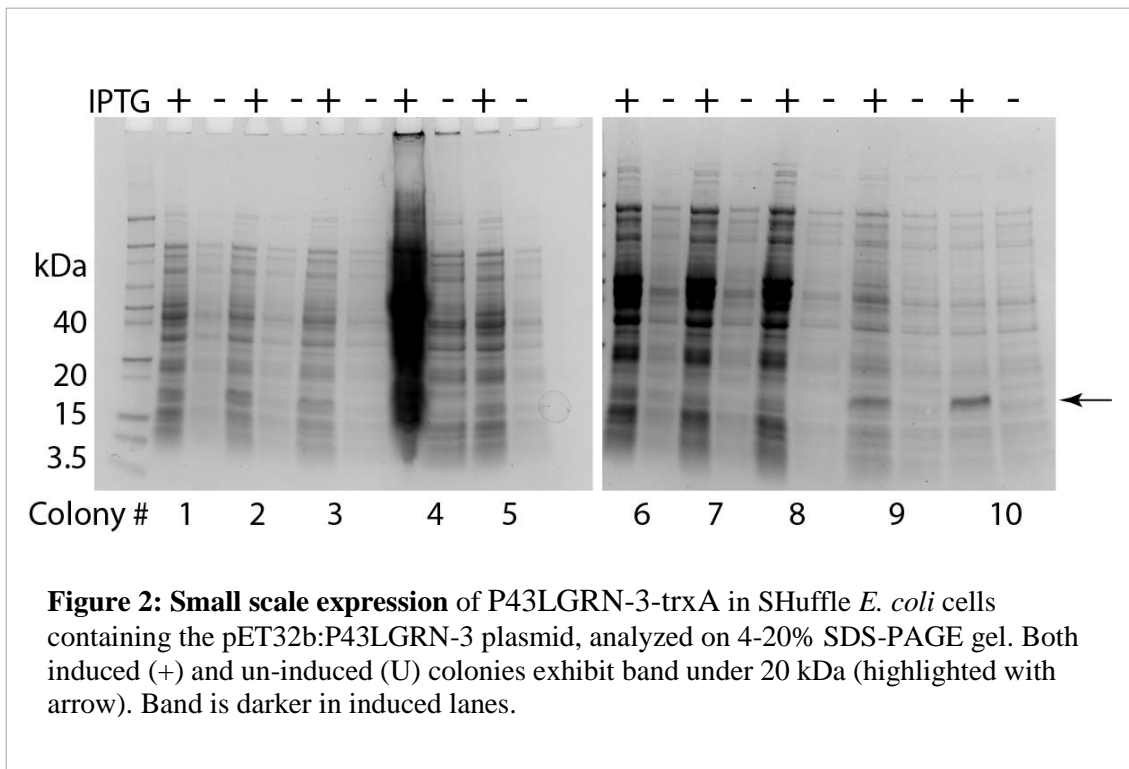 IPTG + - + - + - + - + - + - + - + - + - + -
kDa
40
20
15
3.5
Colony # 1 2 3 4 5 6 7 8 9 10
Figure 2: Small scale expression of P43LGRN-3-trxA in SHuffle E. coli cells
containing the pET32b:P43LGRN-3 plasmid, analyzed on 4-20% SDS-PAGE gel. Both
induced (+) and un-induced (U) colonies exhibit band under 20 kDa (highlighted with
arrow). Band is darker in induced lanes.